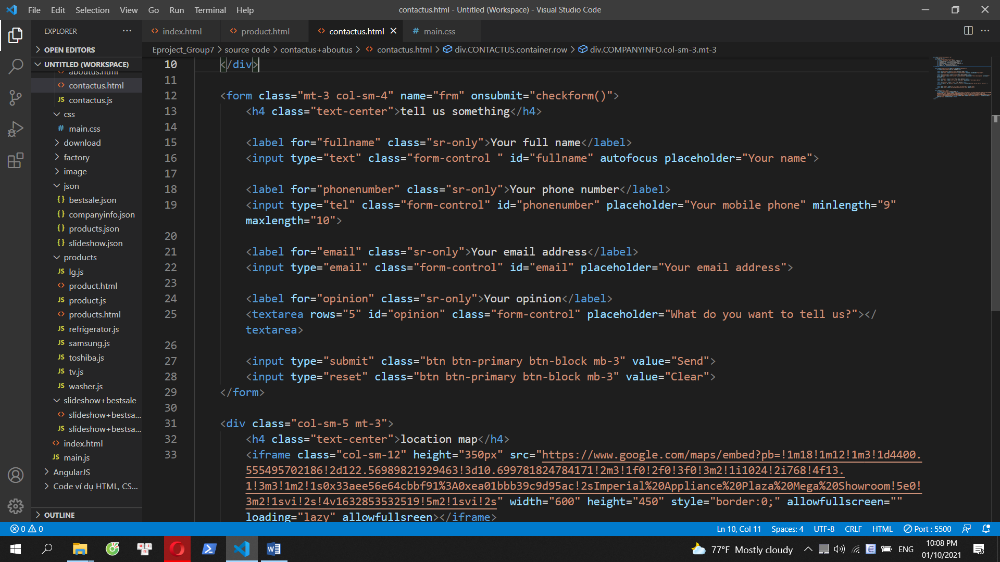 File Edit Selection View Go Run Terminal Help
contactus.html - Untitled (Workspace) - Visual Studio Code
EXPLORER
index.html
product.html
contactus.html
# main.css
OPEN EDITORS
Eproject_Group7 > source code > contactus+aboutus > contactus.html > div.CONTACTUS.container.row > div.COMPANYINFO.col-sm-3.mt-3
UNTITLED (WORKSPACE)
aboutus.html
contactus.html
JS contactus.js
css
# main.css
download
factory
image
json
{} bestsale.json
{} companyinfo.json
{} products.json
{} slideshow.json
products
JS lg.js
product.html
JS product.js
products.html
JS refrigerator.js
JS samsung.js
JS toshiba.js
JS tv.js
JS washer.js
slideshow+bestsale
slideshow+bestsa...
JS slideshow+bestsa...
index.html
JS main.js
AngularJS
Code ví dụ HTML, CS...
OUTLINE
10 </div>
11
12 <form class="mt-3 col-sm-4" name="frm" onsubmit="checkform()">
13 <h4 class="text-center">tell us something</h4>
14
15 <label for="fullname" class="sr-only">Your full name</label>
16 <input type="text" class="form-control " id="fullname" autofocus placeholder="Your name">
17
18 <label for="phonenumber" class="sr-only">Your phone number</label>
19 <input type="tel" class="form-control" id="phonenumber" placeholder="Your mobile phone" minlength="9"
maxlength="10">
20
21 <label for="email" class="sr-only">Your email address</label>
22 <input type="email" class="form-control" id="email" placeholder="Your email address">
23
24 <label for="opinion" class="sr-only">Your opinion</label>
25 <textarea rows="5" id="opinion" class="form-control" placeholder="What do you want to tell us?"></
textarea>
26
27 <input type="submit" class="btn btn-primary btn-block mb-3" value="Send">
28 <input type="reset" class="btn btn-primary btn-block mb-3" value="Clear">
29 </form>
30
31 <div class="col-sm-5 mt-3">
32 <h4 class="text-center">location map</h4>
33 <iframe class="col-sm-12" height="350px" src="https://www.google.com/maps/embed?pb=!1m18!1m12!1m3!1d4400.
555495702186!2d122.56989821929463!3d10.699781824784171!2m3!1f0!2f0!3f0!3m2!1i1024!2i768!4f13.
1!3m3!1m2!1s0x33aee56e64cbbf91%3A0xea01bbb39c9d95ac!2sImperial%20Appliance%20Plaza%20Mega%20Showroom!5e0!
3m2!1svi!2s!4v1632853532519!5m2!1svi!2s" width="600" height="450" style="border:0;" allowfullscreen=""
loading="lazy" allowfullsreen></iframe>
0 0
Ln 10, Col 11 Spaces: 4 UTF-8 CRLF HTML Port : 5500
77°F Mostly cloudy
ENG
10:08 PM
01/10/2021